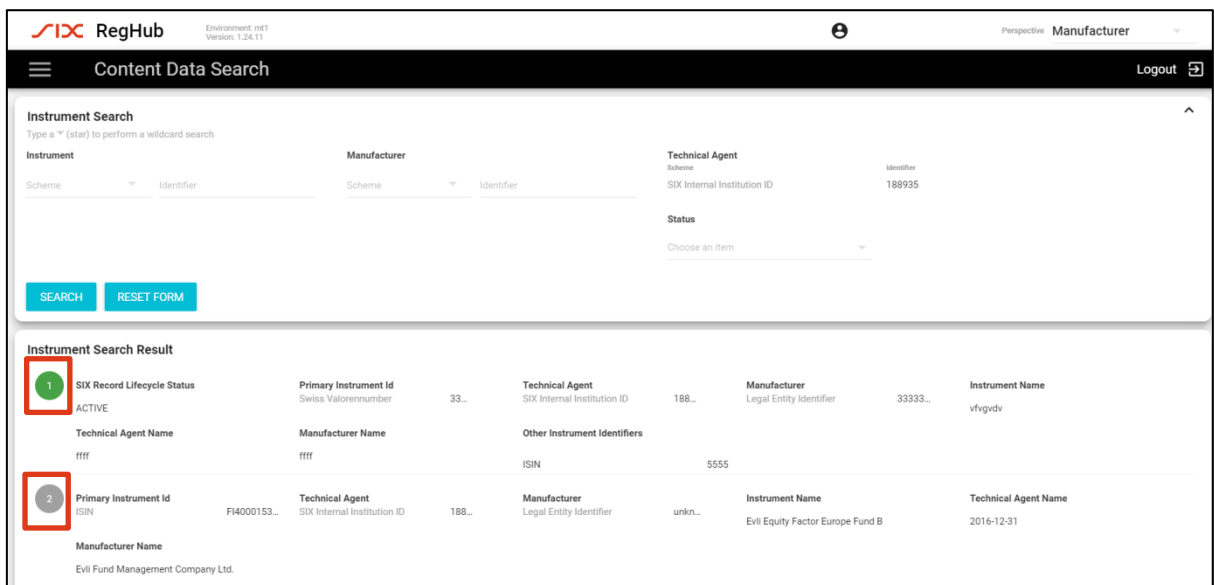 SIX RegHub
Environment: mt1
Version: 1.24.11
Perspective Manufacturer
Content Data Search
Logout
Instrument Search
Type a '*' (star) to perform a wildcard search
Instrument Manufacturer Technical Agent
Scheme Identifier
Scheme Identifier Scheme Identifier SIX Internal Institution ID 188935
Status
Choose an item
SEARCH RESET FORM
Instrument Search Result
1 SIX Record Lifecycle Status Primary Instrument Id Technical Agent Manufacturer Instrument Name
Swiss Valorennumber 33... SIX Internal Institution ID 188... Legal Entity Identifier 33333...
ACTIVE vfvgvdv
Technical Agent Name Manufacturer Name Other Instrument Identifiers
ffff ffff
ISIN 5555
2 Primary Instrument Id Technical Agent Manufacturer Instrument Name Technical Agent Name
ISIN FI4000153... SIX Internal Institution ID 188... Legal Entity Identifier unkn...
Evli Equity Factor Europe Fund B 2016-12-31
Manufacturer Name
Evli Fund Management Company Ltd.